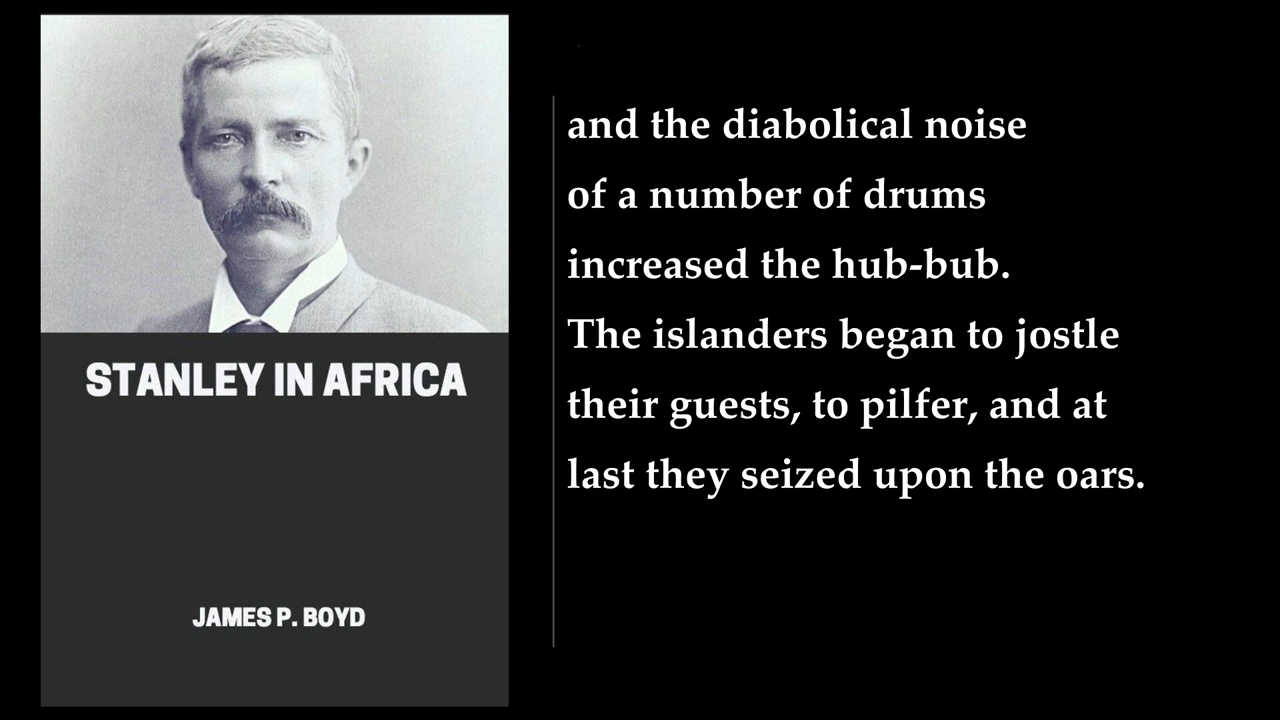 STANLEY IN AFRICA
JAMES P. BOYD
and the diabolical noise
of a number of drums
increased the hub-bub.
The islanders began to jostle
their guests, to pilfer, and at
last they seized upon the oars.